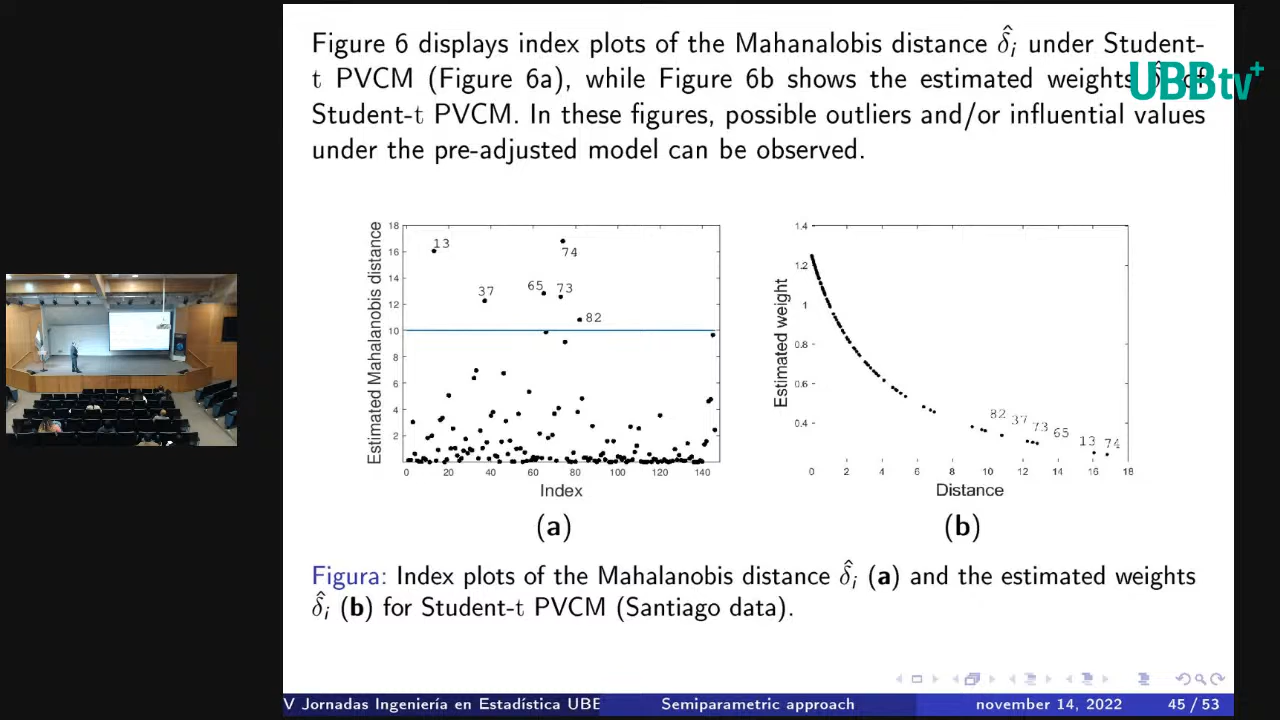 Figure 6 displays index plots of the Mahanalobis distance δ̂ᵢ under Student-
t PVCM (Figure 6a), while Figure 6b shows the estimated weights
Student-t PVCM. In these figures, possible outliers and/or influential values
under the pre-adjusted model can be observed.
UBBtv+
Estimated Mahalanobis distance
18
16
14
12
10
8
6
4
2
13
74
37
65
73
82
0 20 40 60 80 100 120 140
Index
(a)
Estimated weight
1.4
1.2
1
0.8
0.6
0.4
82
37
73
65
13
74
0 2 4 6 8 10 12 14 16 18
Distance
(b)
Figura: Index plots of the Mahalanobis distance δ̂ᵢ (a) and the estimated weights
δ̂ᵢ (b) for Student-t PVCM (Santiago data).
V Jornadas Ingeniería en Estadística UBB Semiparametric approach november 14, 2022 45 / 53